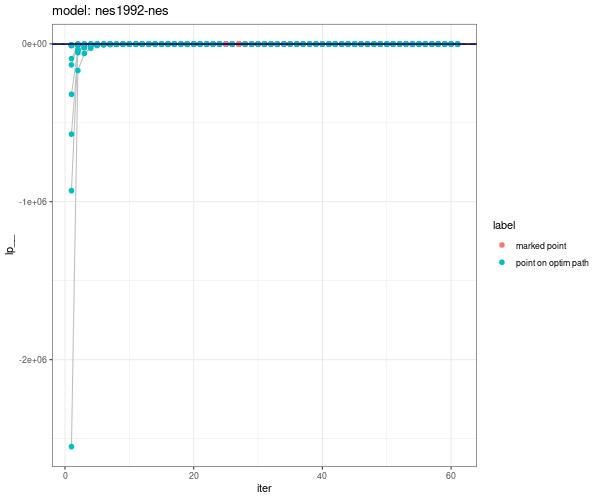 model: nes1992-nes
0e+00
-1e+06
-2e+06
lp__
0
20
40
60
iter
label
marked point
point on optim path